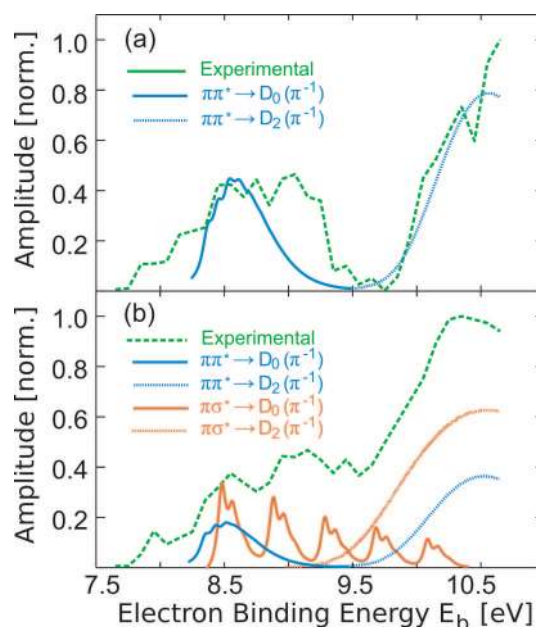 (a)
Experimental
ππ* → D₀(π⁻¹)
ππ* → D₂(π⁻¹)
Amplitude [norm.]
1.0
0.8
0.6
0.4
0.2
(b)
Experimental
ππ* → D₀(π⁻¹)
ππ* → D₂(π⁻¹)
πσ* → D₀(π⁻¹)
πσ* → D₂(π⁻¹)
Amplitude [norm.]
1.0
0.8
0.6
0.4
0.2
7.5 8.5 9.5 10.5
Electron Binding Energy E_b [eV]